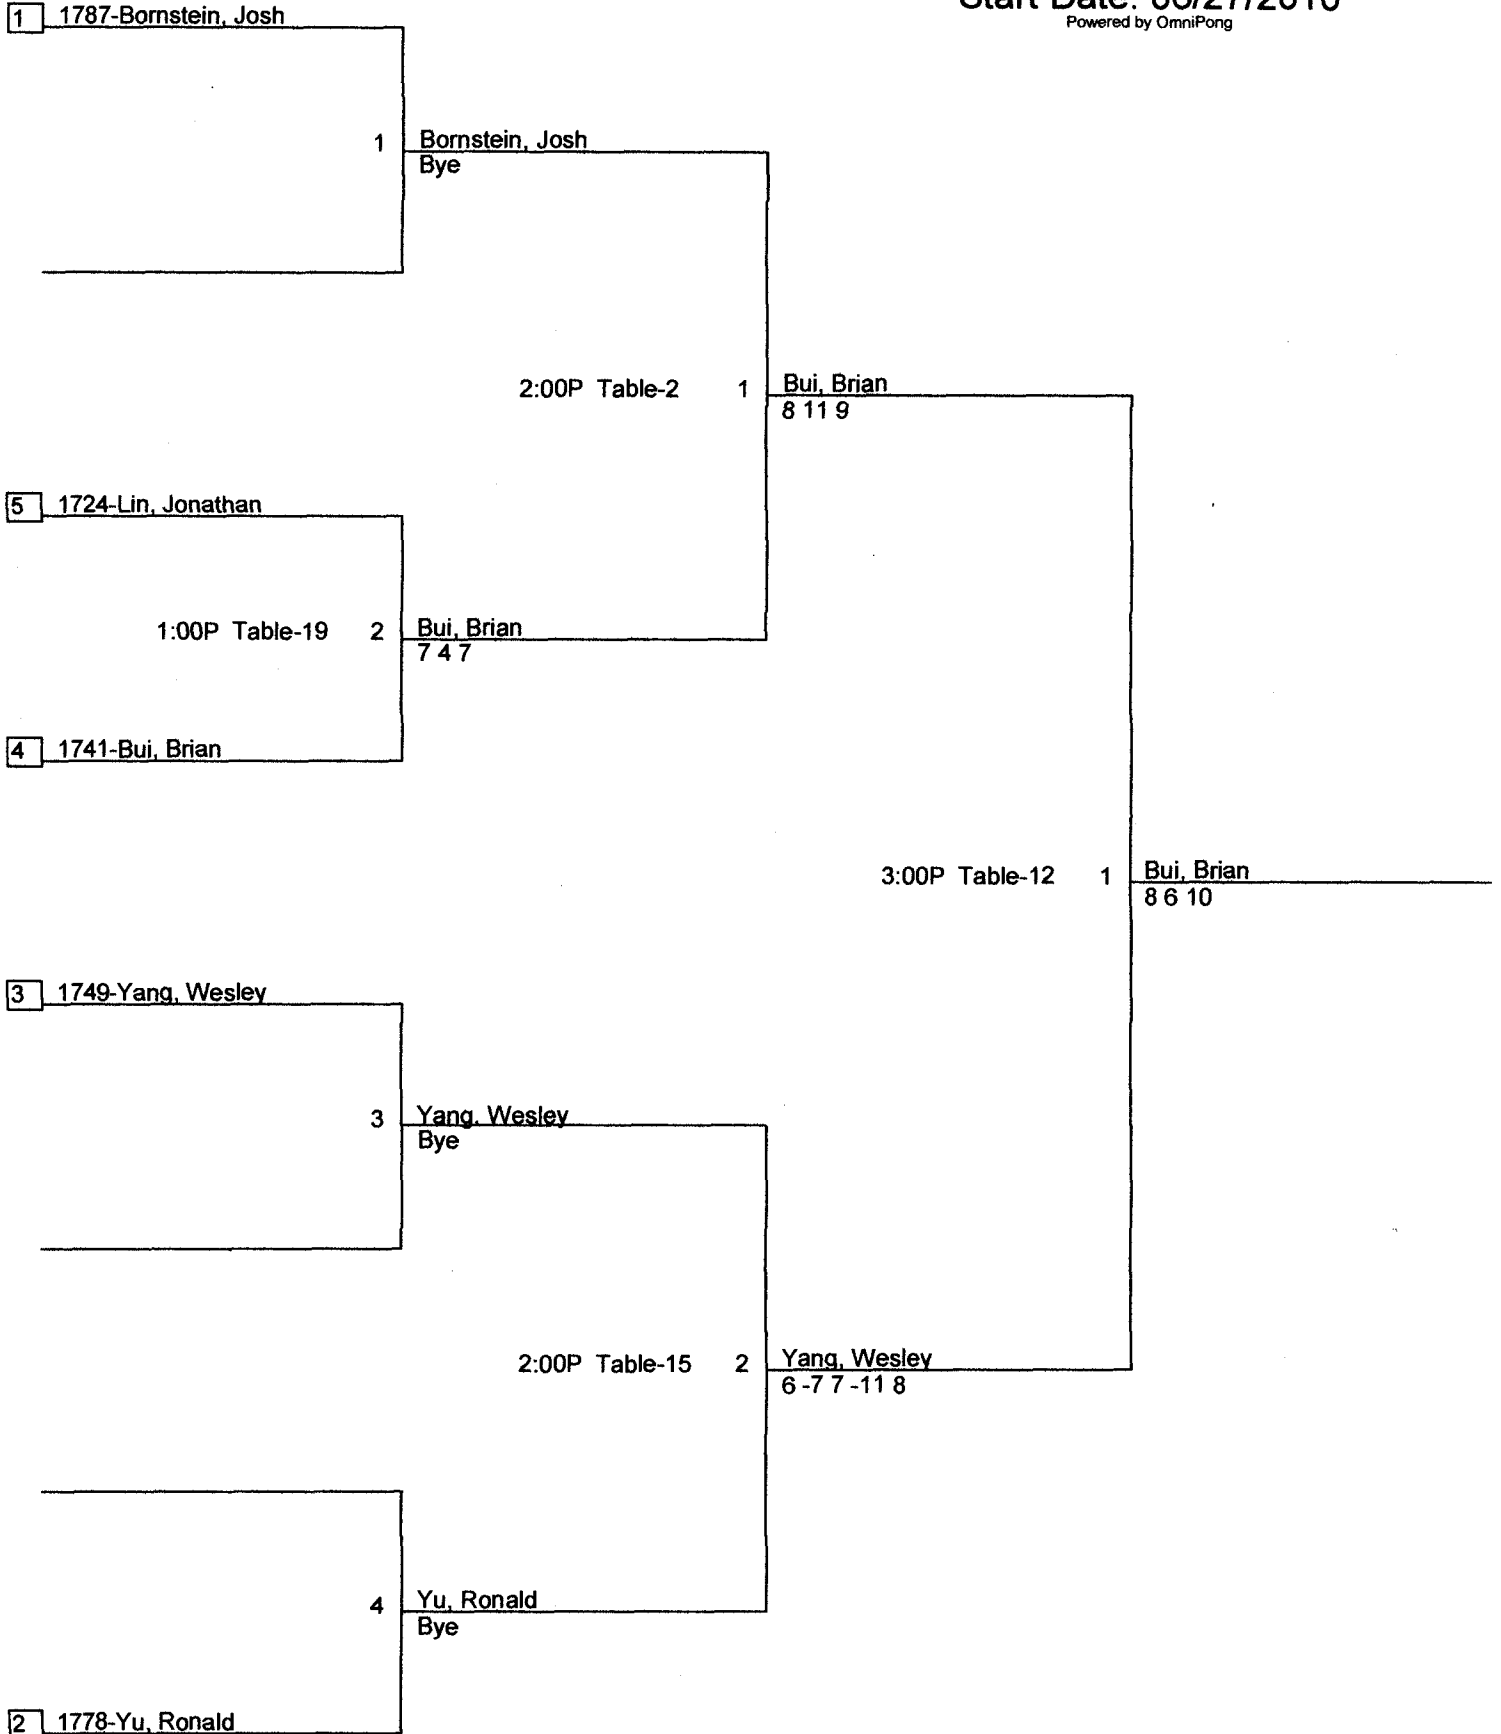 Powered by OmniPong
1 1787-Bornstein, Josh
1 Bornstein, Josh
Bye
2:00P Table-2 1 Bui, Brian
8 11 9
5 1724-Lin, Jonathan
1:00P Table-19 2 Bui, Brian
7 4 7
4 1741-Bui, Brian
3:00P Table-12 1 Bui, Brian
8 6 10
3 1749-Yang, Wesley
3 Yang, Wesley
Bye
2:00P Table-15 2 Yang, Wesley
6 -7 7 -11 8
4 Yu, Ronald
Bye
2 1778-Yu, Ronald